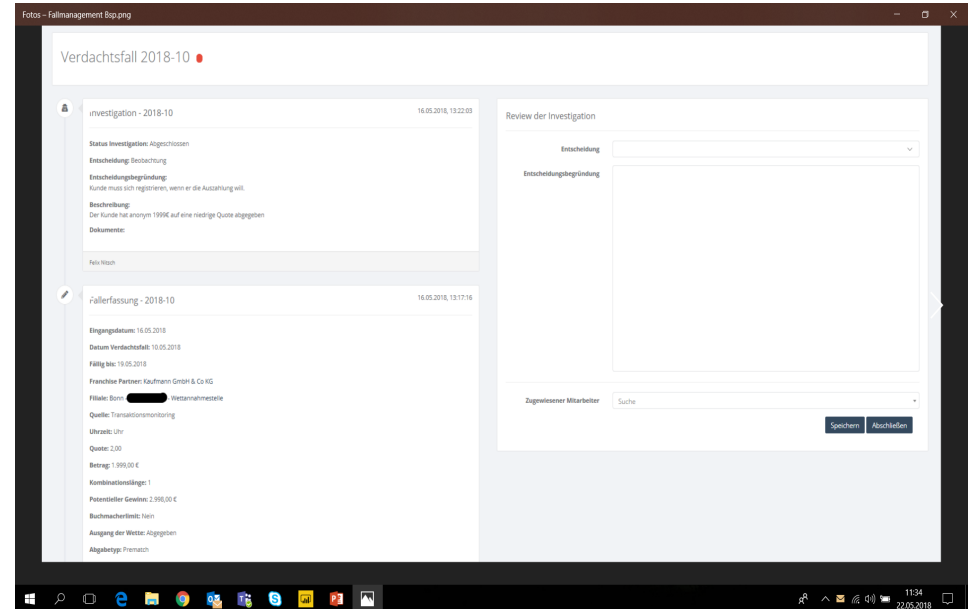 Fotos – Fallmanagement Bsp.png
Verdachtsfall 2018-10
Investigation - 2018-10
16.05.2018, 13:22:03
Status Investigation: Abgeschlossen
Entscheidung: Beobachtung
Entscheidungsbegründung:
Kunde muss sich registrieren, wenn er die Auszahlung will.
Beschreibung:
Der Kunde hat anonym 1999€ auf eine niedrige Quote abgegeben
Dokumente:
Felix Nitsch
Fallerfassung - 2018-10
16.05.2018, 13:17:16
Eingangsdatum: 16.05.2018
Datum Verdachtsfall: 10.05.2018
Fällig bis: 19.05.2018
Franchise Partner: Kaufmann GmbH & Co KG
Filiale: Bonn - - Wettannahmestelle
Quelle: Transaktionsmonitoring
Uhrzeit: Uhr
Quote: 2,00
Betrag: 1.999,00 €
Kombinationslänge: 1
Potentieller Gewinn: 2.998,00 €
Buchmacherlimit: Nein
Ausgang der Wette: Abgegeben
Abgabetyp: Prematch
Review der Investigation
Entscheidung
Entscheidungsbegründung
Zugewiesener Mitarbeiter
Suche
Speichern
Abschließen
11:34
22.05.2018